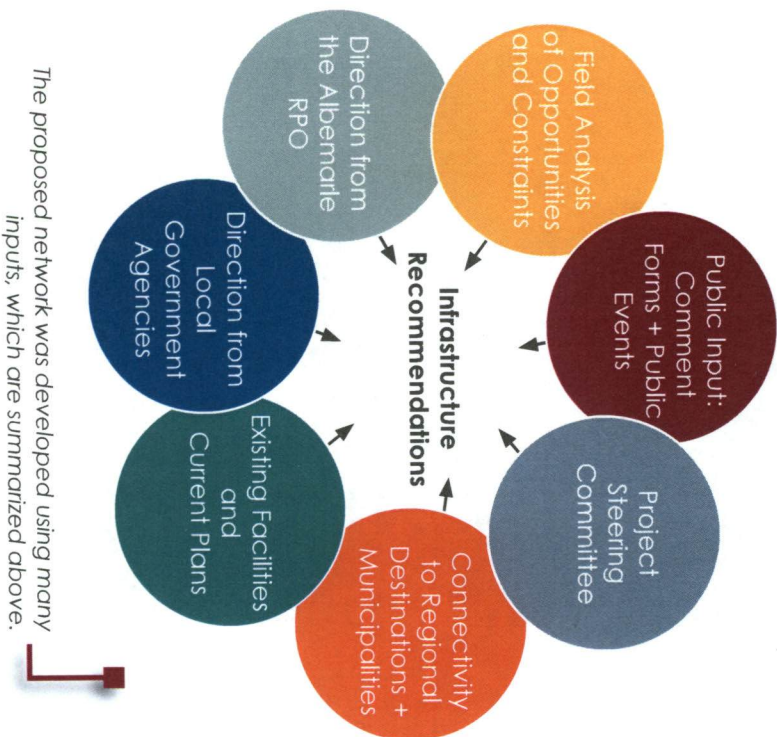 Public Input:
Comment
Forms + Public
Events
Project
Steering
Committee
Connectivity
to Regional
Destinations +
Municipalities
Existing Facilities
and
Current Plans
Direction from
Local
Government
Agencies
Direction from
the Albemarle
RPO
Field Analysis
of Opportunities
and Constraints
Infrastructure
Recommendations
The proposed network was developed using many
inputs, which are summarized above.